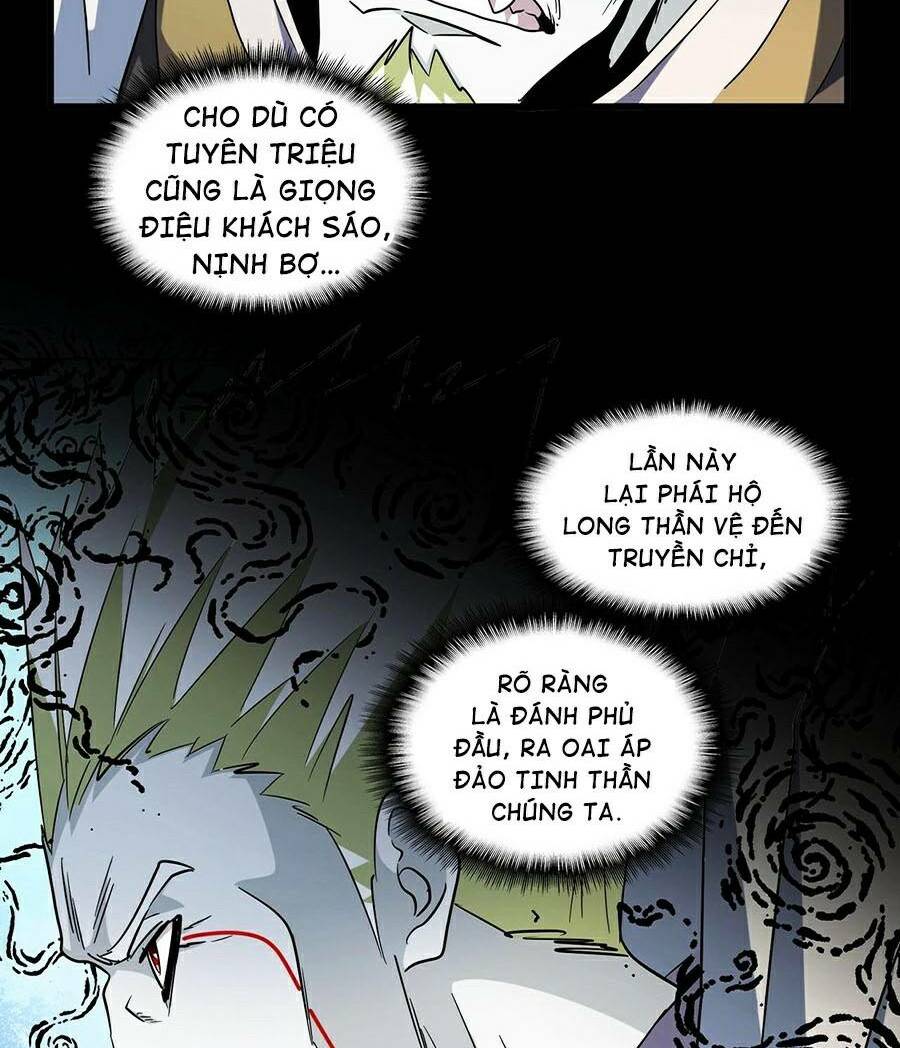 CHO DÙ CÓ
TUYÊN TRIỆU
CŨNG LÀ GIỌNG
ĐIỆU KHÁCH SÁO,
NỊNH BỢ...
LẦN NÀY
LẠI PHÁI HỘ
LONG THẦN VỆ ĐẾN
TRUYỀN CHỈ,
RÕ RÀNG
LÀ ĐÁNH PHỦ
ĐẦU, RA OAI ÁP
ĐẢO TINH THẦN
CHÚNG TA.